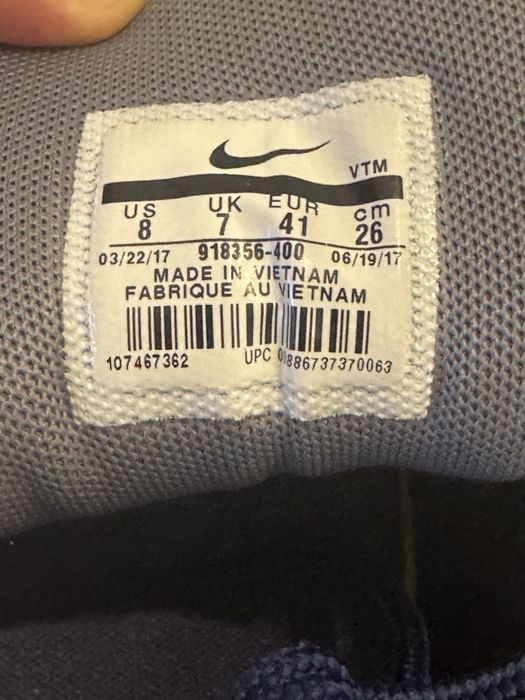 VTM
US UK EUR cm
8 7 41 26
03/22/17 918356-400 06/19/17
MADE IN VIETNAM
FABRIQUE AU VIETNAM
107467362 UPC 00886737370063